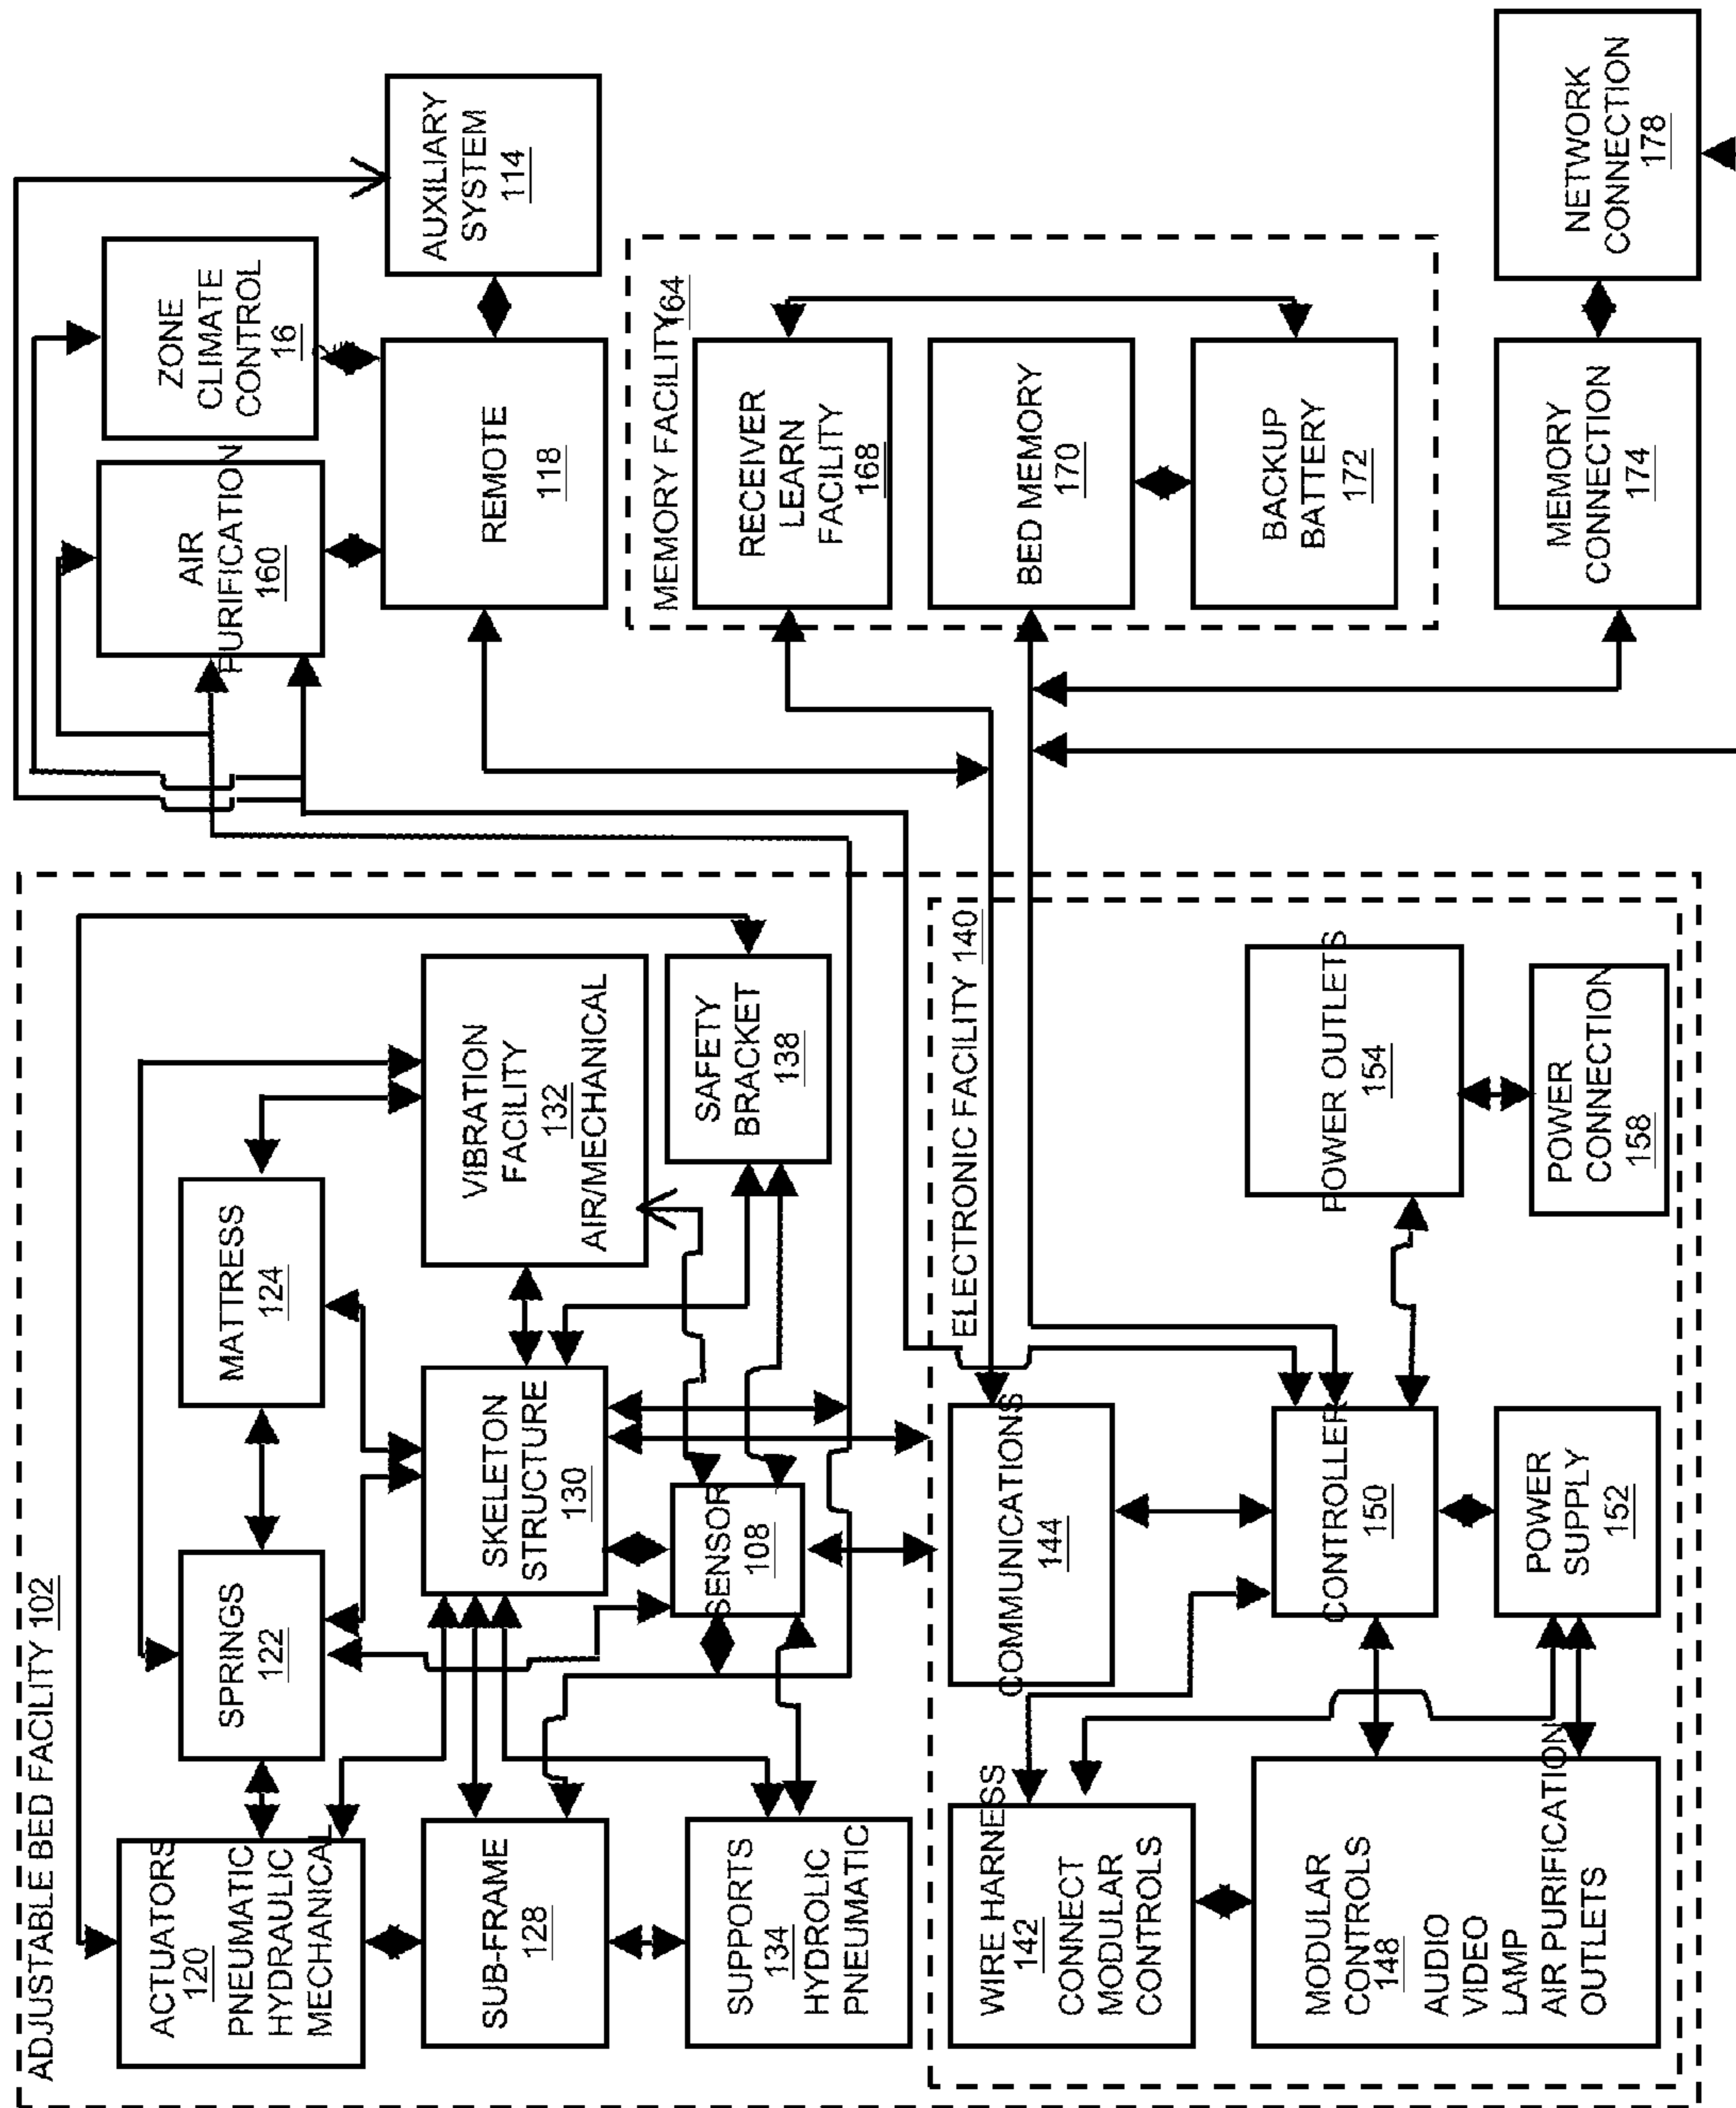 ADJUSTABLE BED FACILITY 102
ACTUATORS
120
PNEUMATIC
HYDRAULIC
MECHANICAL
SPRINGS
122
MATTRESS
124
SUB-FRAME
128
SKELETON
STRUCTURE
130
VIBRATION
FACILITY
132
AIR/MECHANICAL
SUPPORTS
134
HYDROLIC
PNEUMATIC
SENSOR
108
SAFETY
BRACKET
138
ELECTRONIC FACILITY 140
WIRE HARNESS
142
CONNECT
MODULAR
CONTROLS
COMMUNICATIONS
144
MODULAR
CONTROLS
148
AUDIO
VIDEO
LAMP
AIR PURIFICATION
OUTLETS
CONTROLLER
150
POWER
SUPPLY
152
POWER OUTLETS
154
POWER
CONNECTION
158
AIR
PURIFICATION
160
ZONE
CLIMATE
CONTROL
16
REMOTE
118
AUXILIARY
SYSTEM
114
MEMORY FACILITY 164
RECEIVER
LEARN
FACILITY
168
BED MEMORY
170
BACKUP
BATTERY
172
MEMORY
CONNECTION
174
NETWORK
CONNECTION
178